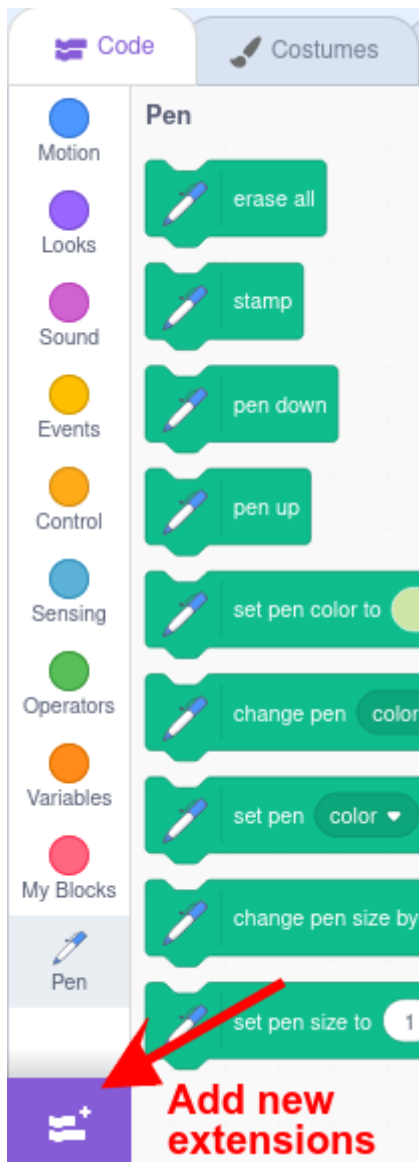 Code
Costumes
Motion
Looks
Sound
Events
Control
Sensing
Operators
Variables
My Blocks
Pen
Pen
erase all
stamp
pen down
pen up
set pen color to
change pen color
set pen color
change pen size by
set pen size to 1
Add new
extensions